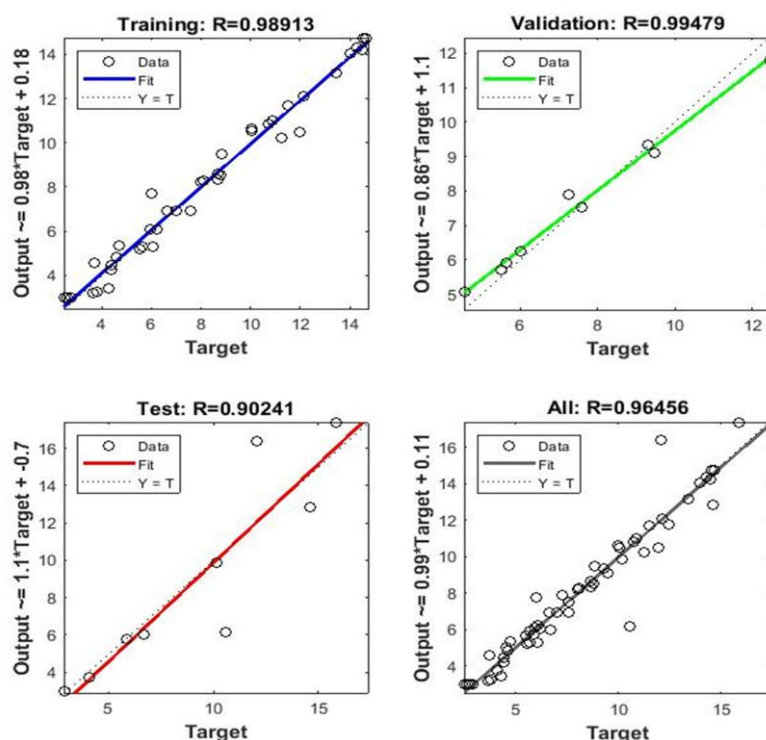 Training: R=0.98913
Output ~= 0.98*Target + 0.18
14
12
10
8
6
4
Data
Fit
Y = T
4 6 8 10 12 14
Target
Validation: R=0.99479
Output ~= 0.86*Target + 1.1
12
11
10
9
8
7
6
5
Data
Fit
Y = T
6 8 10 12
Target
Test: R=0.90241
Output ~= 1.1*Target + -0.7
16
14
12
10
8
6
4
Data
Fit
Y = T
5 10 15
Target
All: R=0.96456
Output ~= 0.99*Target + 0.11
16
14
12
10
8
6
4
Data
Fit
Y = T
5 10 15
Target